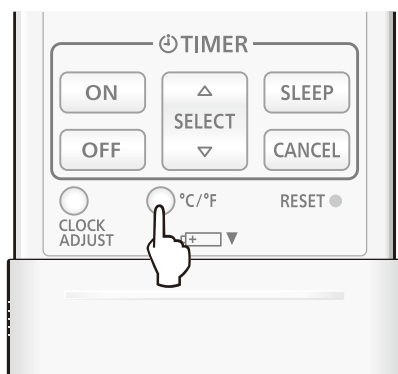 TIMER
ON
SELECT
SLEEP
OFF
CANCEL
°C/°F
RESET
CLOCK
ADJUST
+